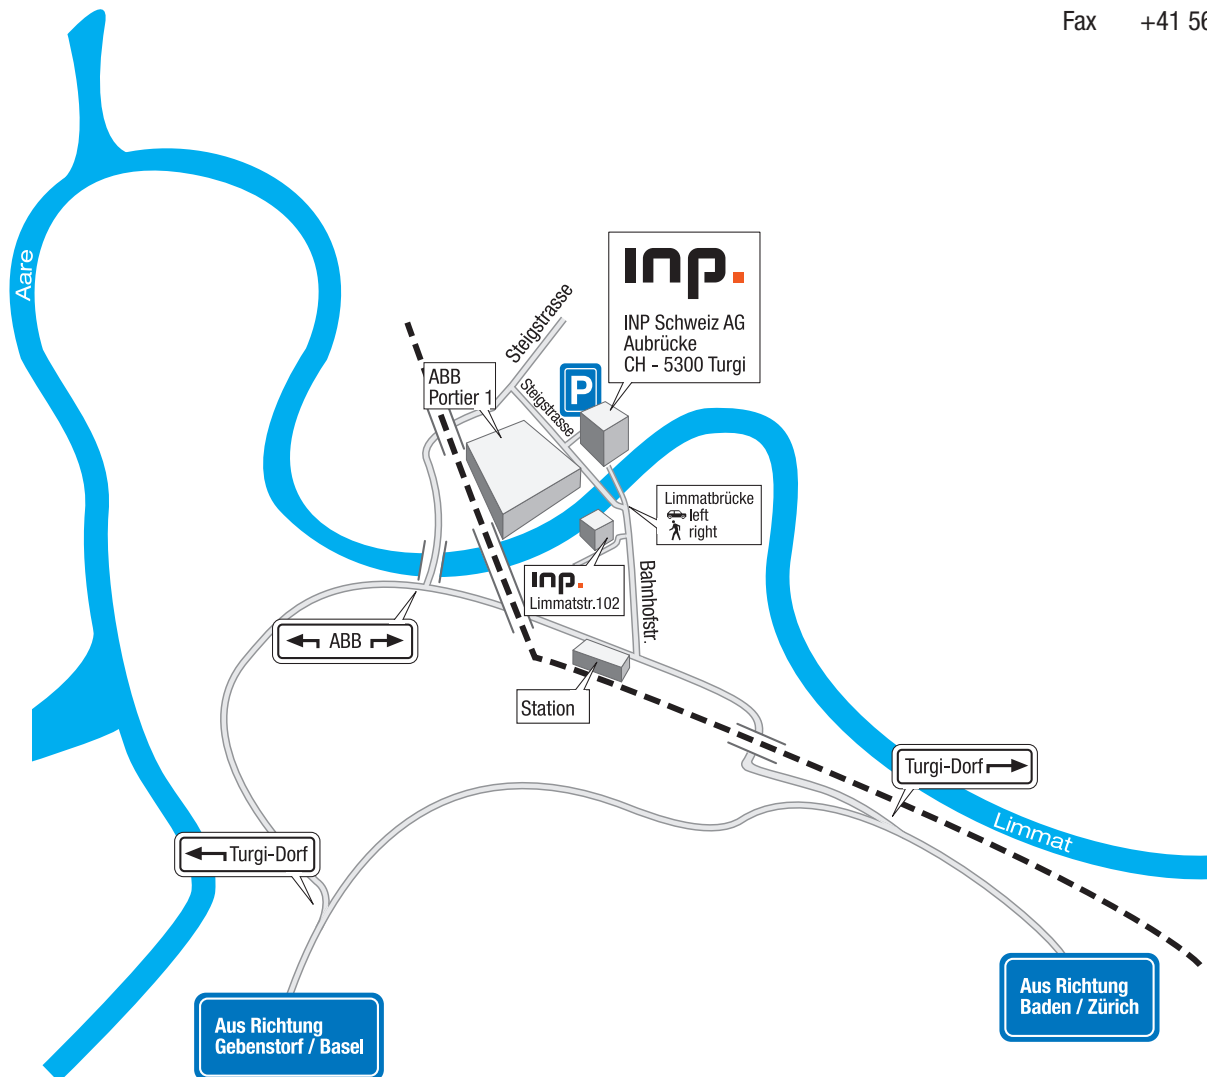 Fax +41 56
Aare
inp.
INP Schweiz AG
Aubrücke
CH - 5300 Turgi
Steigstrasse
P
ABB
Portier 1
Steigstrasse
Limmatbrücke
left
right
inp.
Limmatstr.102
Bahnhofstr.
ABB
Station
Turgi-Dorf
Limmat
Turgi-Dorf
Aus Richtung
Baden / Zürich
Aus Richtung
Gebenstorf / Basel